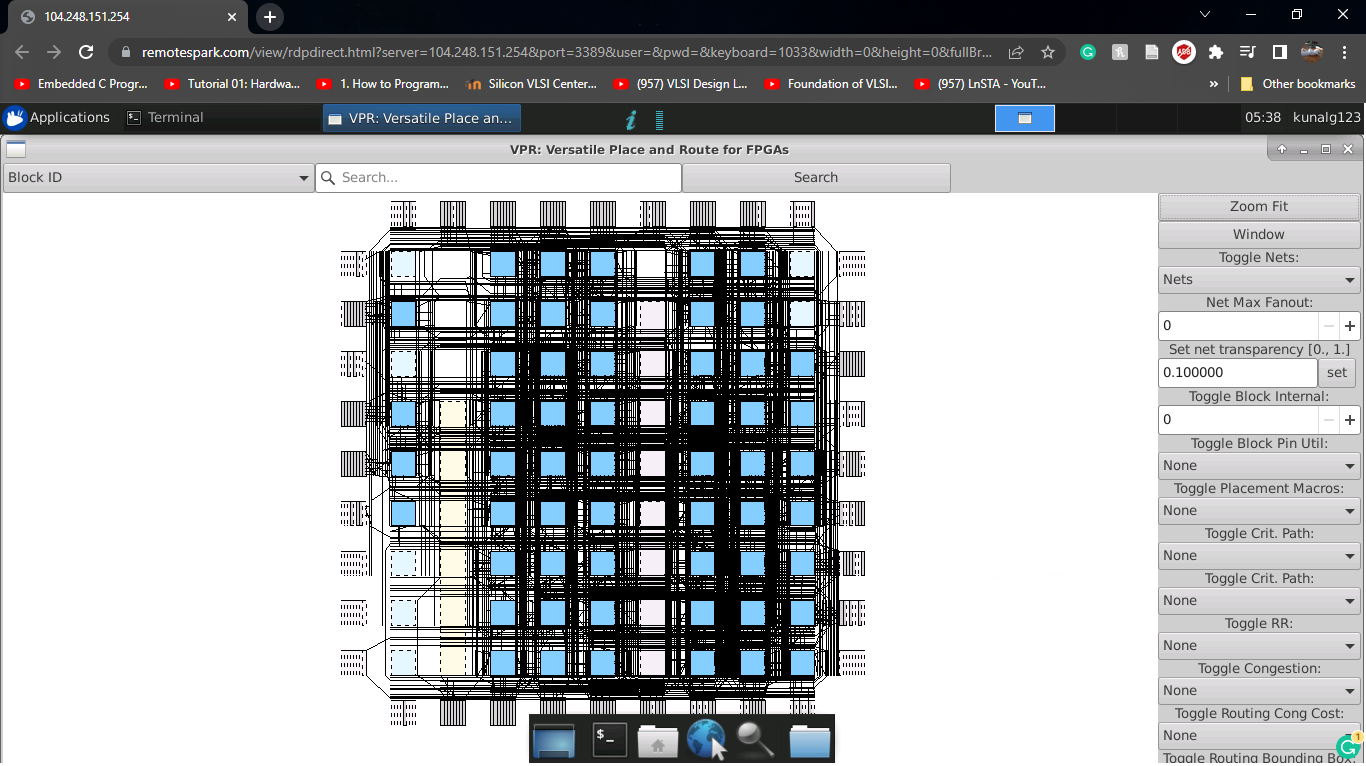 104.248.151.254
remotespark.com/view/rdpdirect.html?server=104.248.151.254&port=3389&user=&pwd=&keyboard=1033&width=0&height=0&fullBr...
Embedded C Progr... Tutorial 01: Hardwa... 1. How to Program... Silicon VLSI Center... (957) VLSI Design L... Foundation of VLSI... (957) LnSTA - YouT... » Other bookmarks
Applications Terminal VPR: Versatile Place an... 05:38 kunalg123
VPR: Versatile Place and Route for FPGAs
Block ID Search... Search
Zoom Fit
Window
Toggle Nets:
Nets
Net Max Fanout:
0
Set net transparency [0., 1.]
0.100000 set
Toggle Block Internal:
0
Toggle Block Pin Util:
None
Toggle Placement Macros:
None
Toggle Crit. Path:
None
Toggle Crit. Path:
None
Toggle RR:
None
Toggle Congestion:
None
Toggle Routing Cong Cost:
None
Toggle Routing Bounding Box: